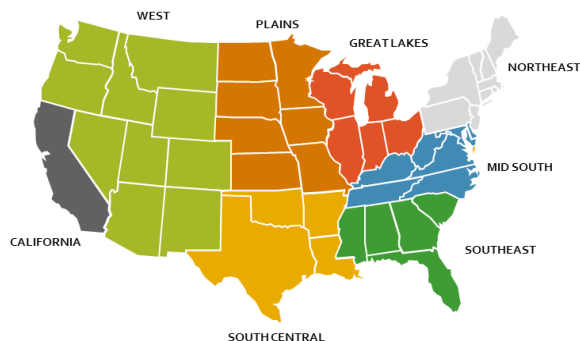 WEST
PLAINS
GREAT LAKES
NORTHEAST
MID SOUTH
CALIFORNIA
SOUTHEAST
SOUTH CENTRAL